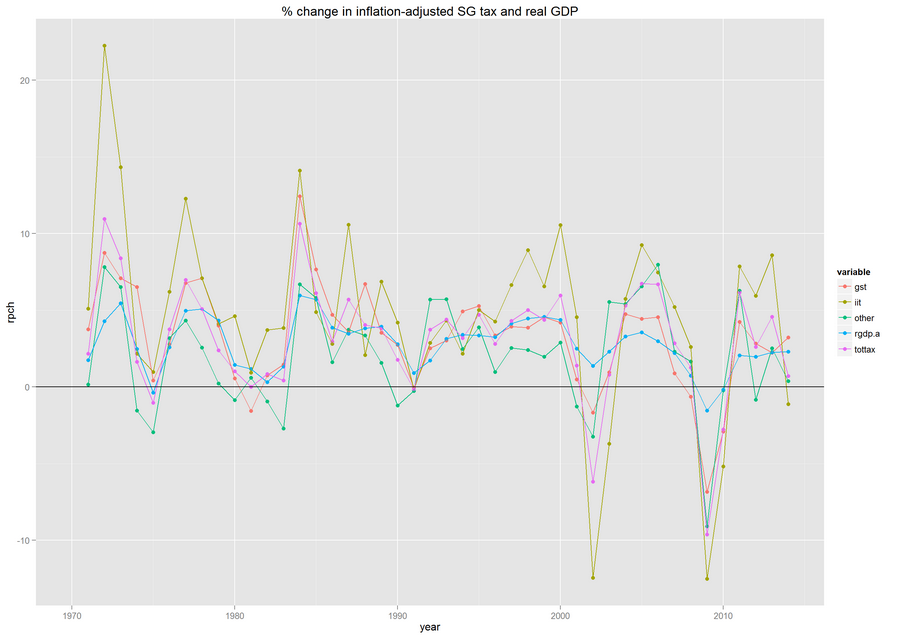 % change in inflation-adjusted SG tax and real GDP
rpch
20
10
0
-10
1970
1980
1990
2000
2010
year
variable
gst
iit
other
rgdp.a
tottax